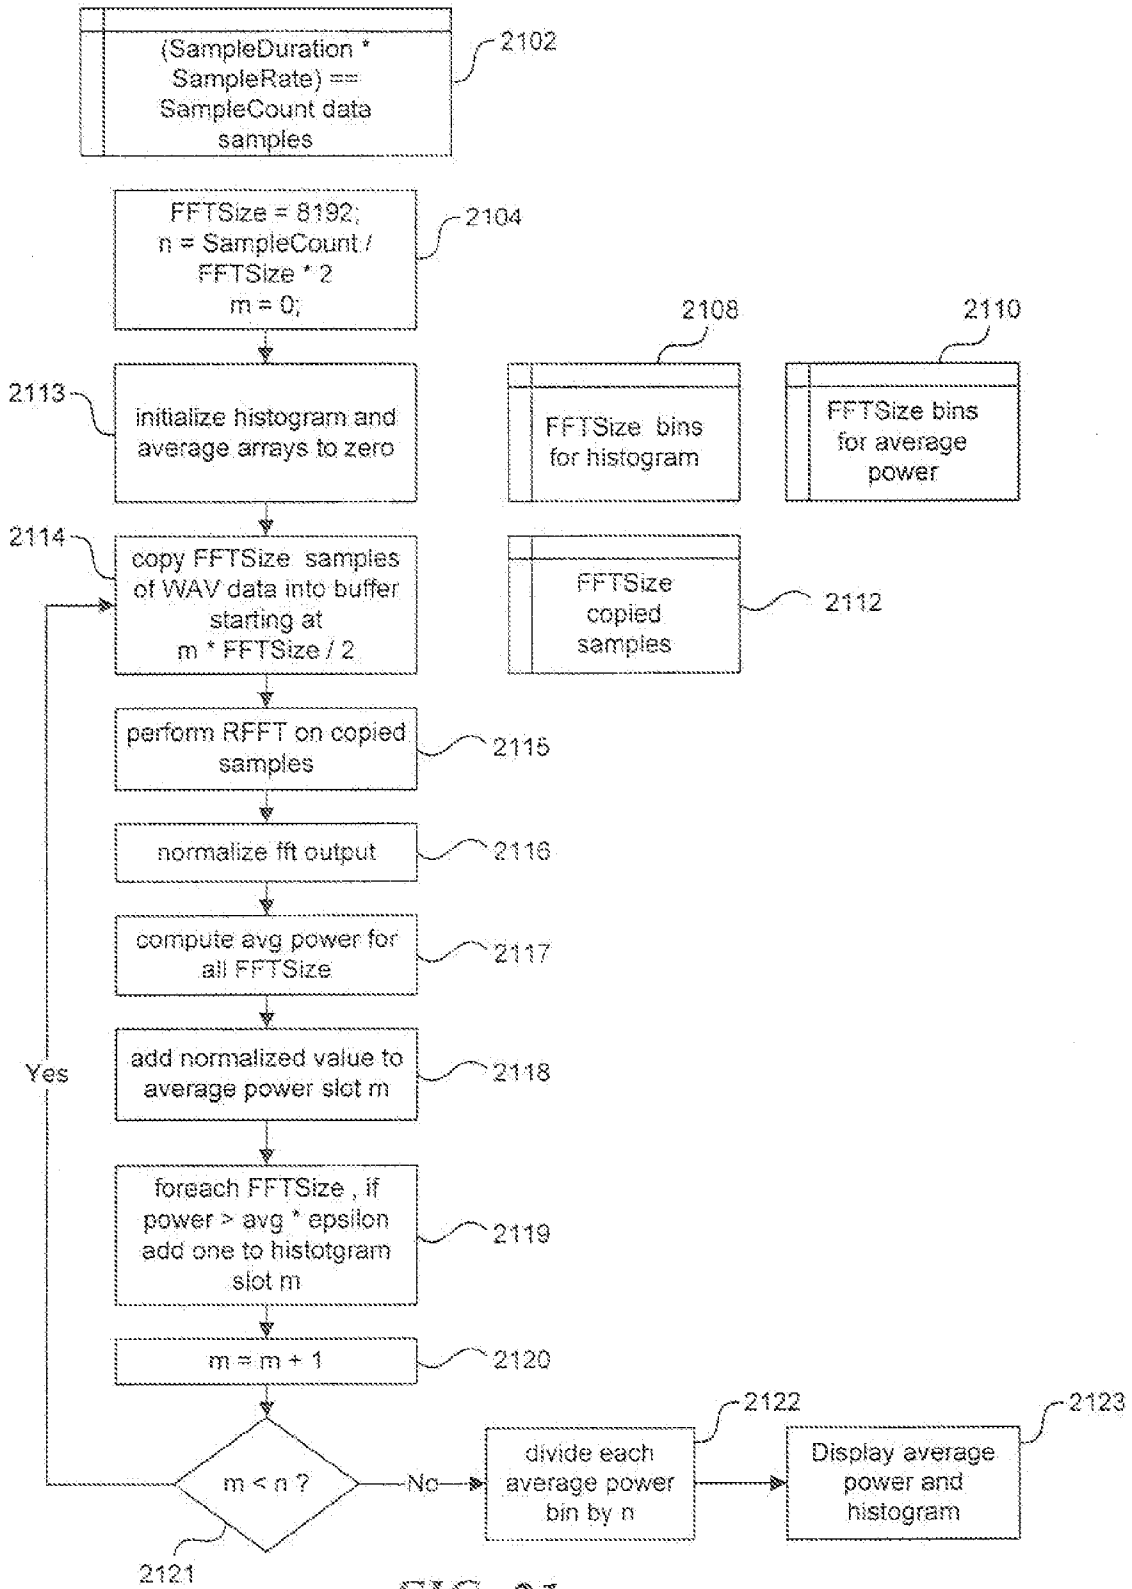 (SampleDuration *
SampleRate) ==
SampleCount data
samples
2102
FFTSize = 8192;
n = SampleCount /
FFTSize * 2
m = 0;
2104
2108
2110
2113
initialize histogram and
average arrays to zero
FFTSize bins
for histogram
FFTSize bins
for average
power
2114
copy FFTSize samples
of WAV data into buffer
starting at
m * FFTSize / 2
FFTSize
copied
samples
2112
perform RFFT on copied
samples
2115
normalize fft output
2116
compute avg power for
all FFTSize
2117
add normalized value to
average power slot m
2118
Yes
foreach FFTSize , if
power > avg * epsilon
add one to histotgram
slot m
2119
m = m + 1
2120
m < n ?
2121
No
divide each
average power
bin by n
2122
Display average
power and
histogram
2123
FIG. 21